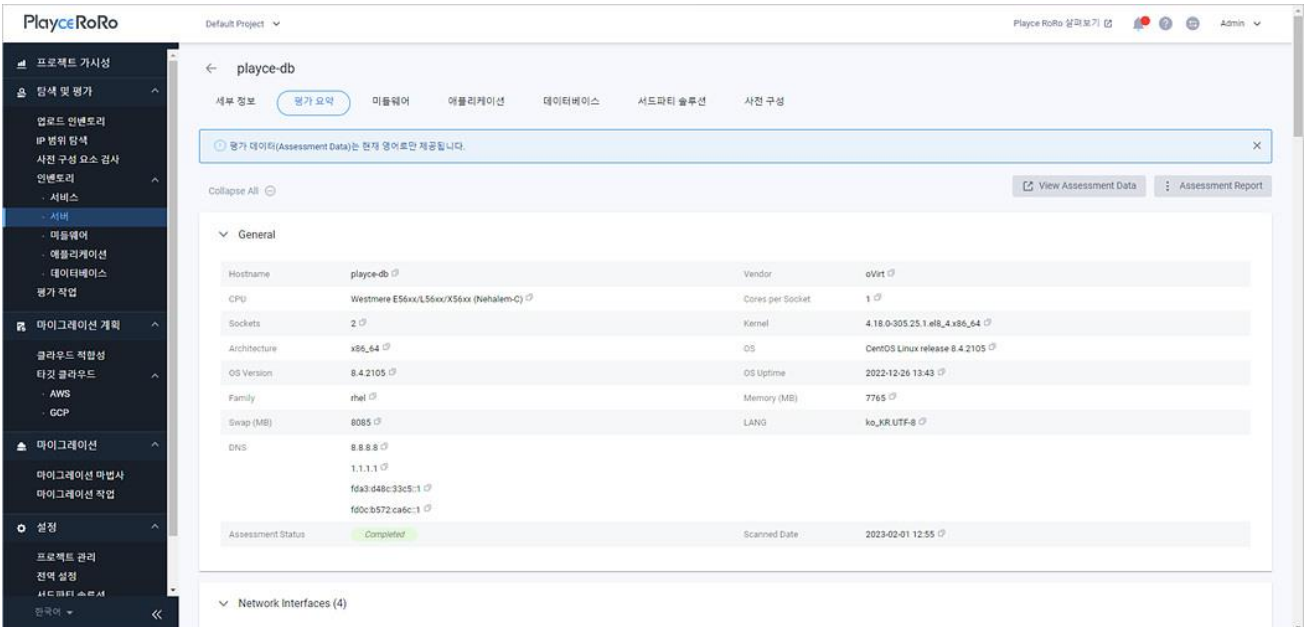 Playce RoRo
Default Project
Playce RoRo 살펴보기
Admin
프로젝트 가시성
탐색 및 평가
업로드 인벤토리
IP 범위 탐색
사전 구성 요소 검사
인벤토리
· 서비스
· 서버
· 미들웨어
· 애플리케이션
· 데이터베이스
평가 작업
마이그레이션 계획
클라우드 적합성
타깃 클라우드
· AWS
· GCP
마이그레이션
마이그레이션 마법사
마이그레이션 작업
설정
프로젝트 관리
전역 설정
서드파티 솔루션
한국어
playce-db
세부 정보 평가 요약 미들웨어 애플리케이션 데이터베이스 서드파티 솔루션 사전 구성
평가 데이터(Assessment Data)는 현재 영어로만 제공됩니다.
Collapse All
View Assessment Data
Assessment Report
General
Hostname playce-db Vendor oVirt
CPU Westmere E56xx/L56xx/X56xx (Nehalem-C) Cores per Socket 1
Sockets 2 Kernel 4.18.0-305.25.1.el8_4.x86_64
Architecture x86_64 OS CentOS Linux release 8.4.2105
OS Version 8.4.2105 OS Uptime 2022-12-26 13:43
Family rhel Memory (MB) 7765
Swap (MB) 8085 LANG ko_KR.UTF-8
DNS 8.8.8.8
1.1.1.1
fda3:d48c:33c5::1
fd0c:b572:ca6c::1
Assessment Status Completed Scanned Date 2023-02-01 12:55
Network Interfaces (4)